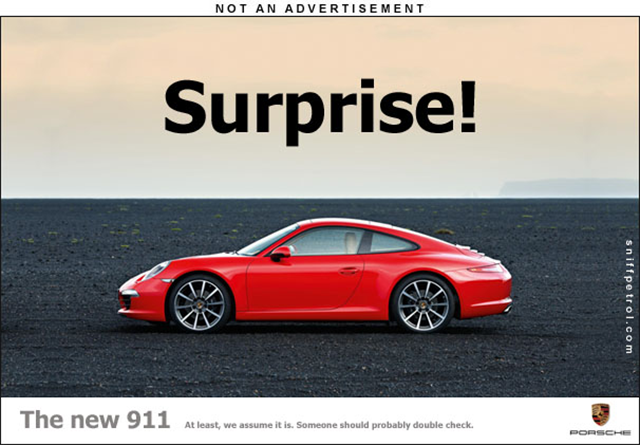 NOT AN ADVERTISEMENT
Surprise!
sniffpetrol.com
The new 911 At least, we assume it is. Someone should probably double check.
PORSCHE